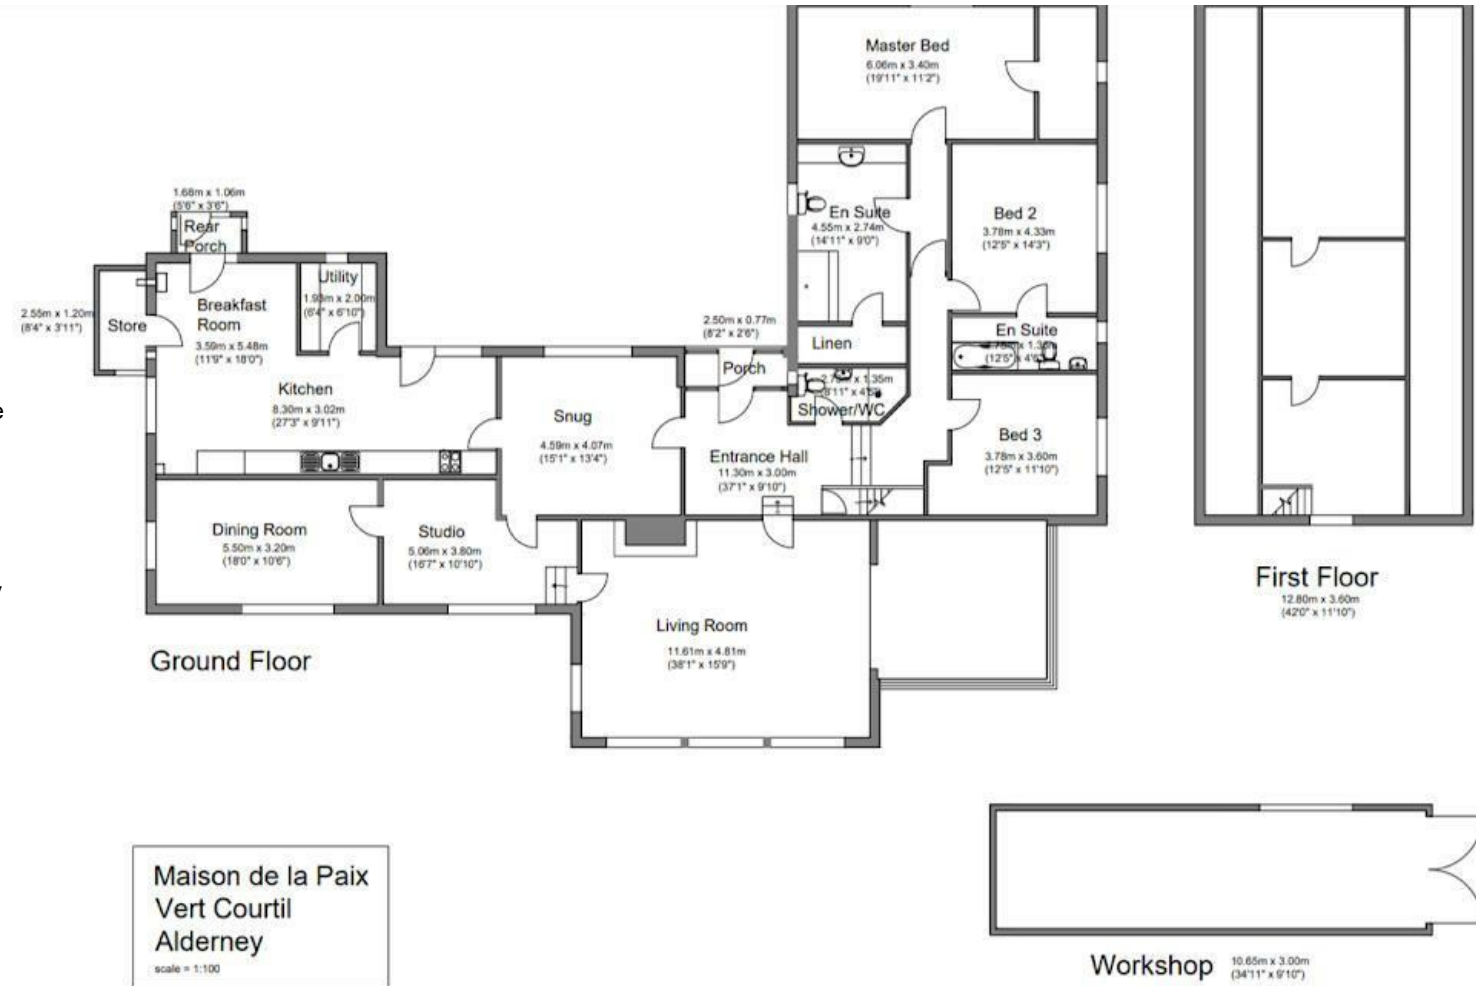 Master Bed
6.06m x 3.40m
(19'11" x 11'2")
1.68m x 1.06m
(5'6" x 3'6")
Rear
Porch
En Suite
4.55m x 2.74m
(14'11" x 9'0")
Bed 2
3.78m x 4.33m
(12'5" x 14'3")
Utility
1.93m x 2.00m
(6'4" x 6'10")
2.55m x 1.20m
(8'4" x 3'11")
Store
Breakfast
Room
3.59m x 5.48m
(11'9" x 18'0")
2.50m x 0.77m
(8'2" x 2'6")
Porch
Linen
En Suite
(12'5" x
Kitchen
8.30m x 3.02m
(27'3" x 9'11")
Snug
4.59m x 4.07m
(15'1" x 13'4")
x 1.35m
Shower/WC
e
Entrance Hall
11.30m x 3.00m
(37'1" x 9'10")
Bed 3
3.78m x 3.60m
(12'5" x 11'10")
Dining Room
5.50m x 3.20m
(18'0" x 10'6")
Studio
5.06m x 3.80m
(16'7" x 10'10")
First Floor
12.80m x 3.60m
(42'0" x 11'10")
Living Room
11.61m x 4.81m
(38'1" x 15'9")
Ground Floor
Maison de la Paix
Vert Courtil
Alderney
scale = 1:100
Workshop
10.65m x 3.00m
(34'11" x 9'10")